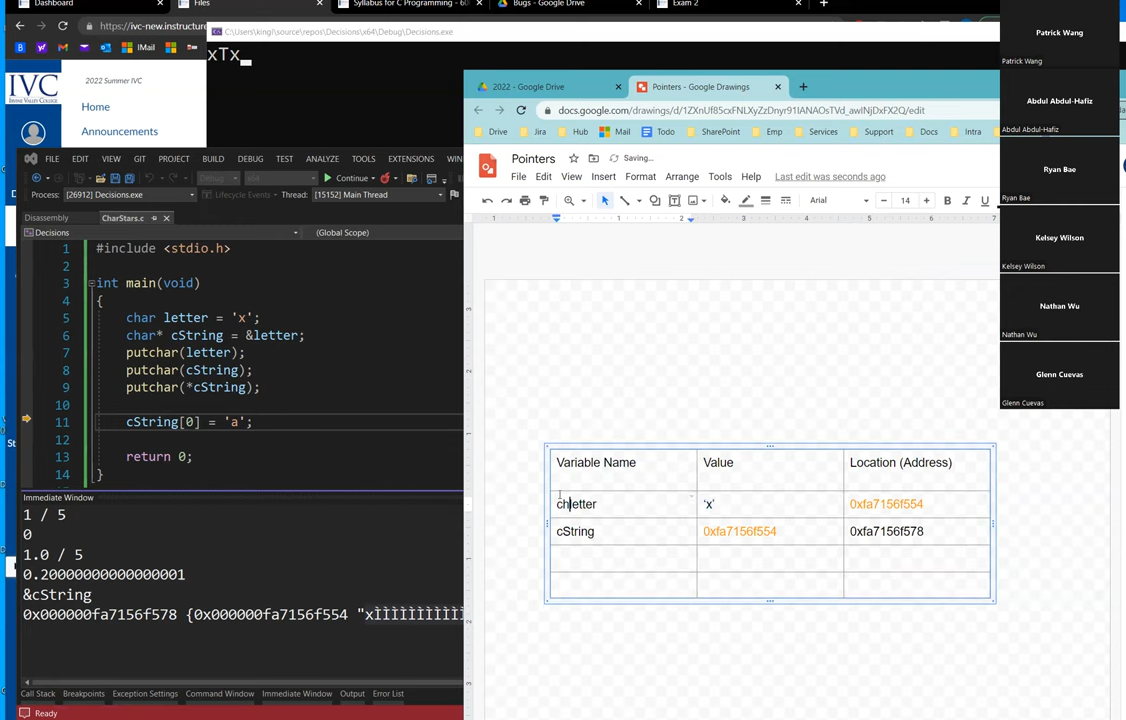 Dashboard
Files
Syllabus for C Programming - 60
Bugs - Google Drive
Exam 2
https://ivc-new.instructure
IMail
C:\Users\kingl\source\repos\Decisions\x64\Debug\Decisions.exe
xTx
IVC
2022 Summer IVC
Home
Announcements
2022 - Google Drive
Pointers - Google Drawings
docs.google.com/drawings/d/1ZXnUf85cxFNLXyZzDnyr91IANAOsTVd_awlNjDxFX2Q/edit
Drive
Jira
Hub
Mail
Todo
SharePoint
Emp
Services
Support
Docs
Intra
Pointers
Saving...
File
Edit
View
Insert
Format
Arrange
Tools
Help
Last edit was seconds ago
Arial
14
B
I
U
FILE
EDIT
VIEW
GIT
PROJECT
BUILD
DEBUG
TEST
ANALYZE
TOOLS
EXTENSIONS
WIN
Debug
x64
Continue
Process: [26912] Decisions.exe
Lifecycle Events
Thread: [15152] Main Thread
Disassembly
CharStars.c
Decisions
(Global Scope)
1 #include <stdio.h>
2
3 int main(void)
4 {
5 char letter = 'x';
6 char* cString = &letter;
7 putchar(letter);
8 putchar(cString);
9 putchar(*cString);
10
11 cString[0] = 'a';
12
13 return 0;
14 }
Immediate Window
1 / 5
0
1.0 / 5
0.20000000000000001
&cString
0x000000fa7156f578 {0x000000fa7156f554 "xÌÌÌÌÌÌÌÌÌÌÌ
Call Stack
Breakpoints
Exception Settings
Command Window
Immediate Window
Output
Error List
Ready
Variable Name
Value
Location (Address)
chletter
'x'
0xfa7156f554
cString
0xfa7156f554
0xfa7156f578
Patrick Wang
Patrick Wang
Abdul Abdul-Hafiz
Abdul Abdul-Hafiz
Ryan Bae
Ryan Bae
Kelsey Wilson
Kelsey Wilson
Nathan Wu
Nathan Wu
Glenn Cuevas
Glenn Cuevas